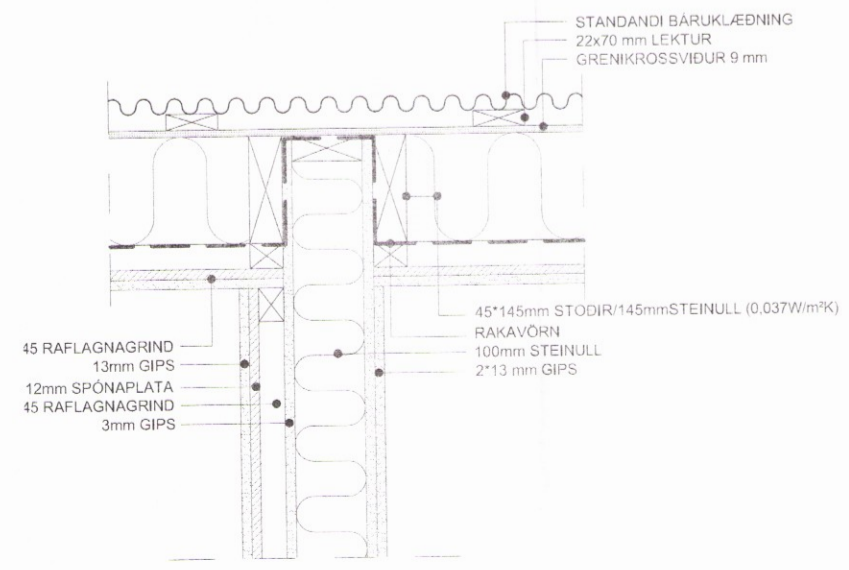 STANDANDI BÁRUKLÆÐNING
22x70 mm LEKTUR
GRENIKROSSVIÐUR 9 mm
45*145mm STOÐIR/145mmSTEINULL (0,037W/m²K)
RAKAVÖRN
100mm STEINULL
2*13 mm GIPS
45 RAFLAGNAGRIND
13mm GIPS
12mm SPÓNAPLATA
45 RAFLAGNAGRIND
3mm GIPS